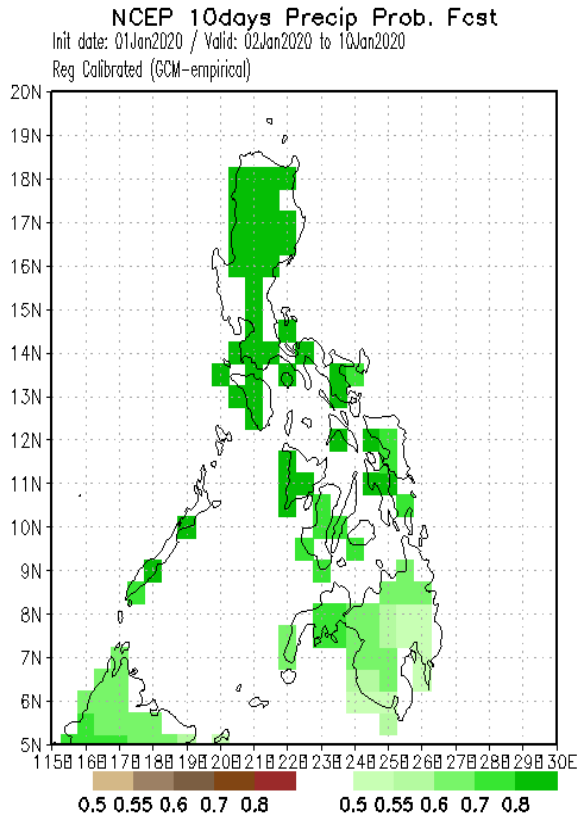 NCEP 10days Precip Prob. Fcst
Init date: 01Jan2020 / Valid: 02Jan2020 to 10Jan2020
Reg Calibrated (GCM-empirical)
20N
19N
18N
17N
16N
15N
14N
13N
12N
11N
10N
9N
8N
7N
6N
5N
115E 116E 117E 118E 119E 120E 121E 122E 123E 124E 125E 126E 127E 128E 129E 130E
0.5 0.55 0.6 0.7 0.8 0.5 0.55 0.6 0.7 0.8